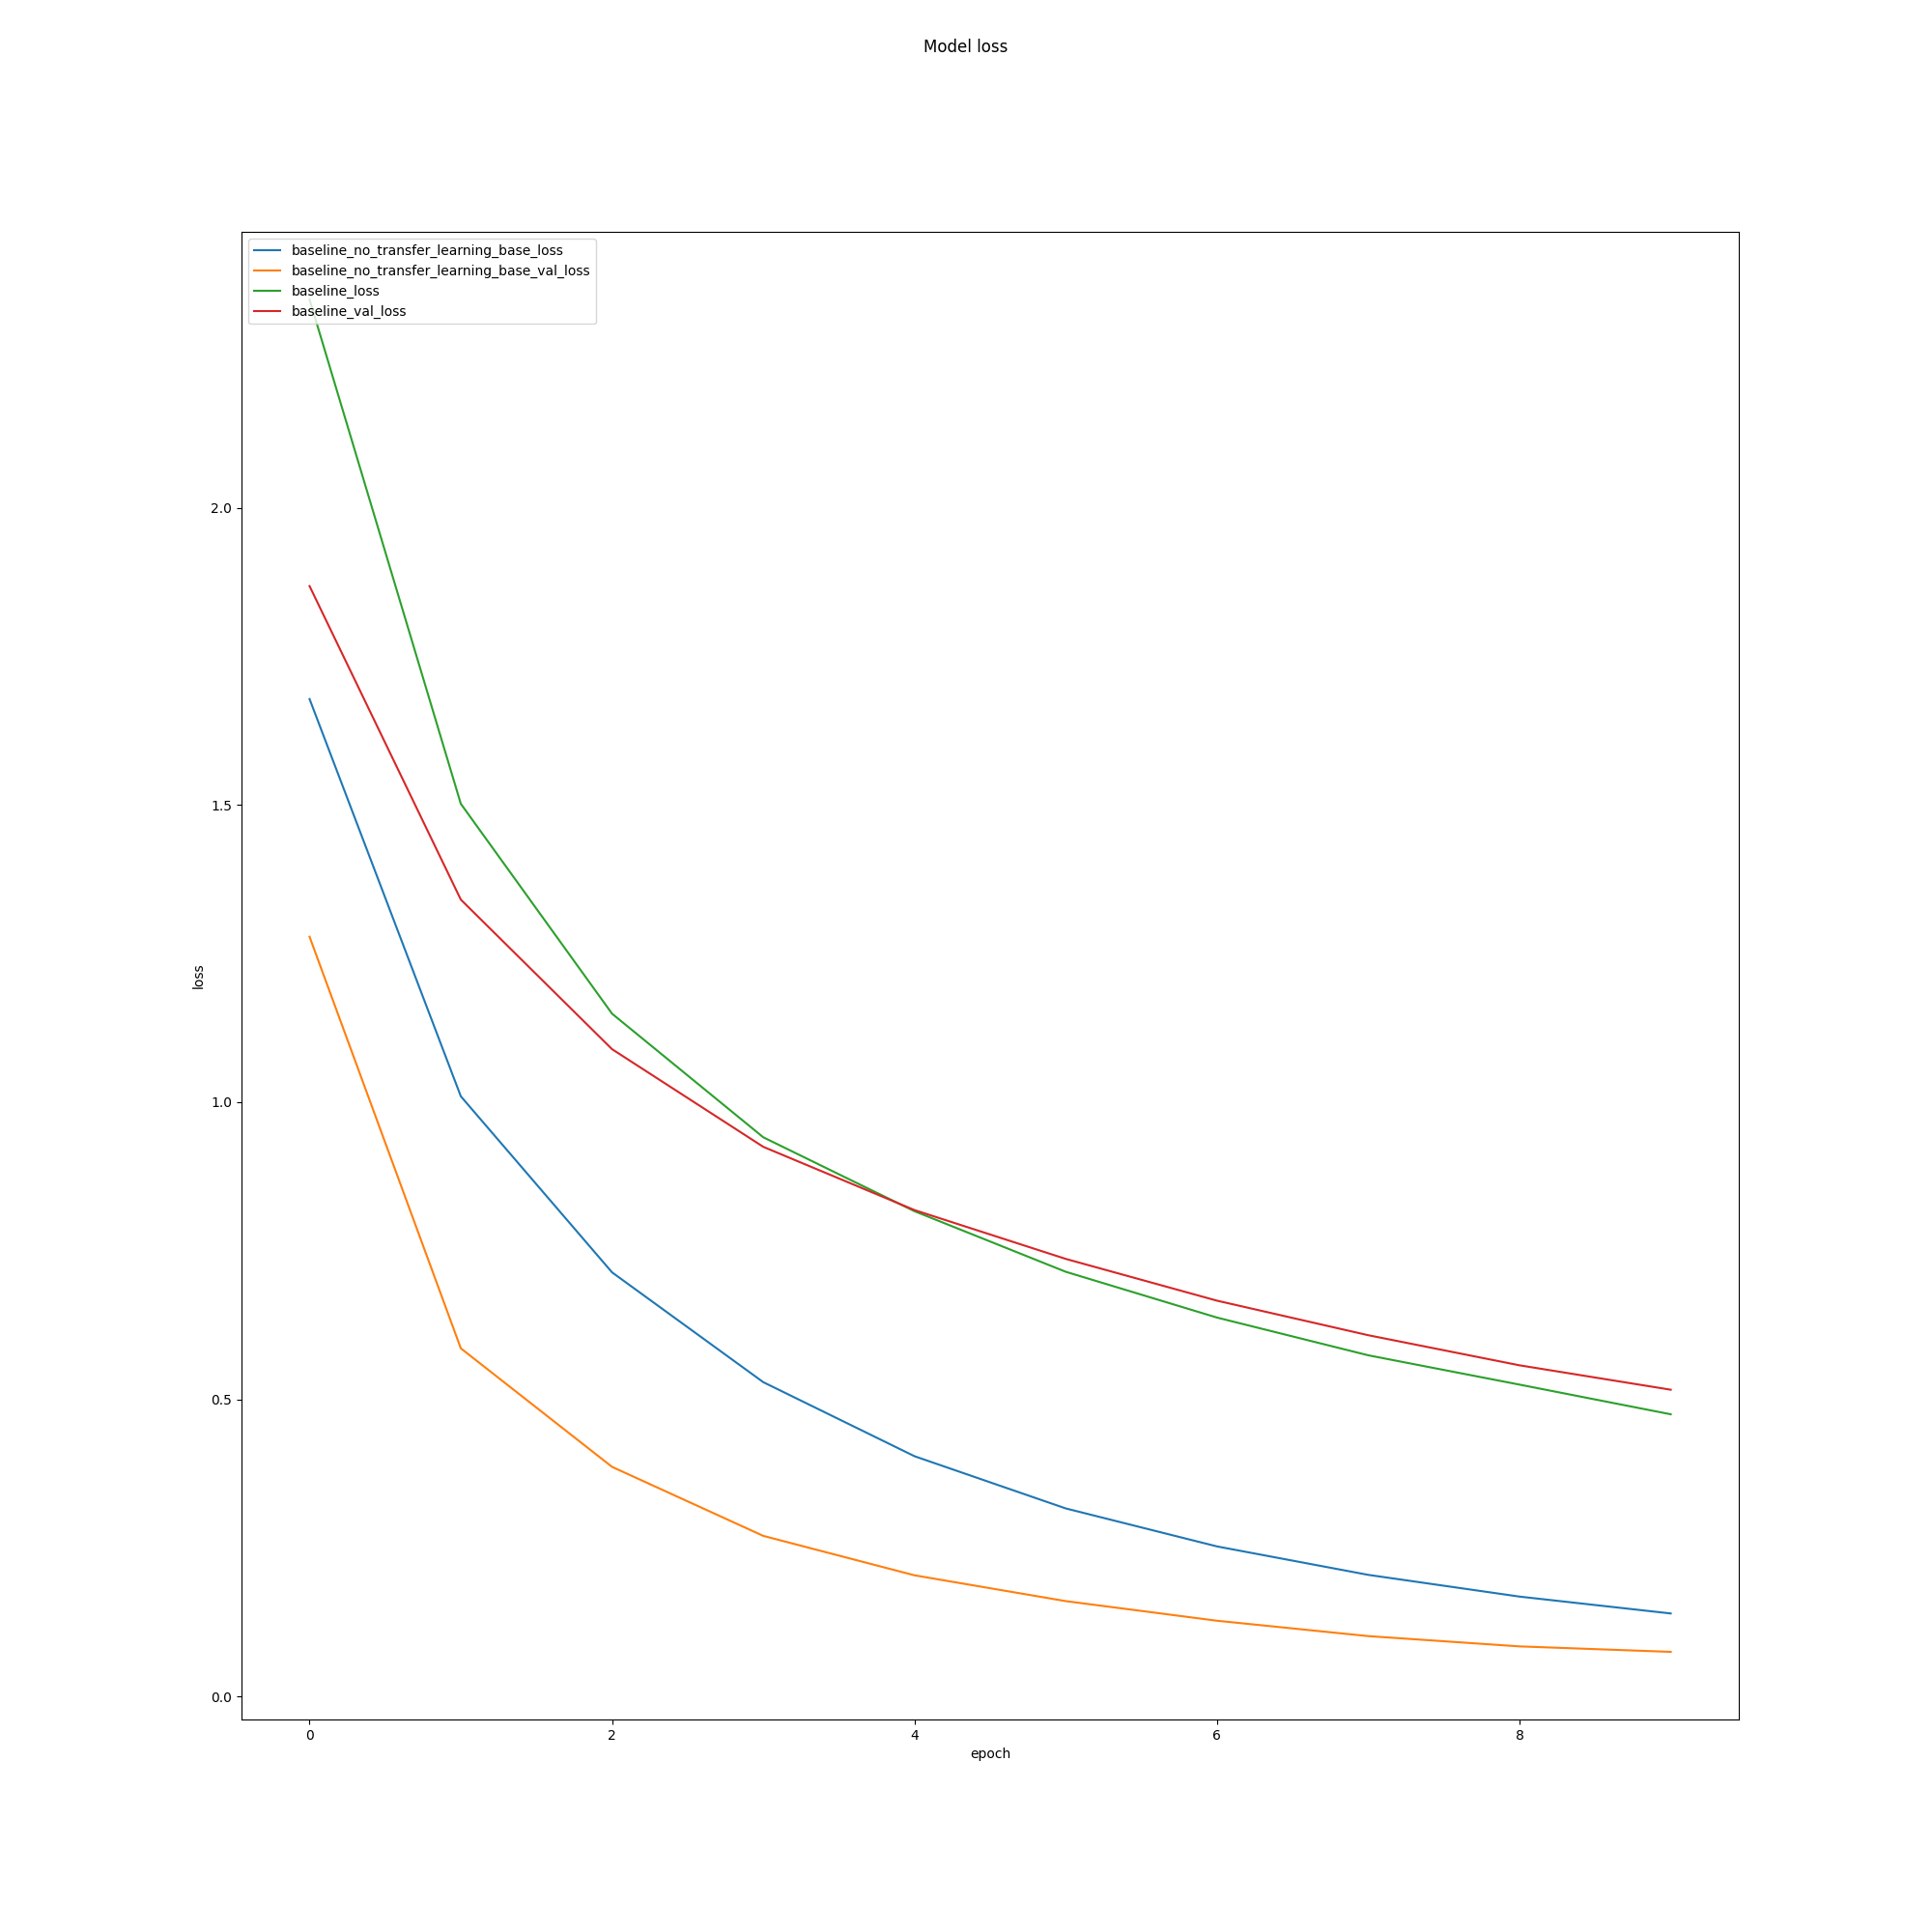 Model loss
baseline_no_transfer_learning_base_loss
baseline_no_transfer_learning_base_val_loss
baseline_loss
baseline_val_loss
2.0
1.5
1.0
0.5
0.0
loss
0 2 4 6 8
epoch